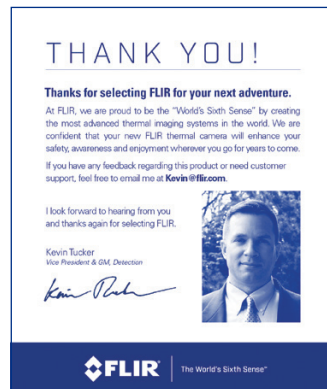 THANK YOU!
Thanks for selecting FLIR for your next adventure.
At FLIR, we are proud to be the "World's Sixth Sense" by creating
the most advanced thermal imaging systems in the world. We are
confident that your new FLIR thermal camera will enhance your
safety, awareness and enjoyment wherever you go for years to come.
If you have any feedback regarding this product or need customer
support, feel free to email me at Kevin@flir.com.
I look forward to hearing from you
and thanks again for selecting FLIR.
Kevin Tucker
Vice President & GM, Detection
Kevin Tucker
FLIR
The World's Sixth Sense™